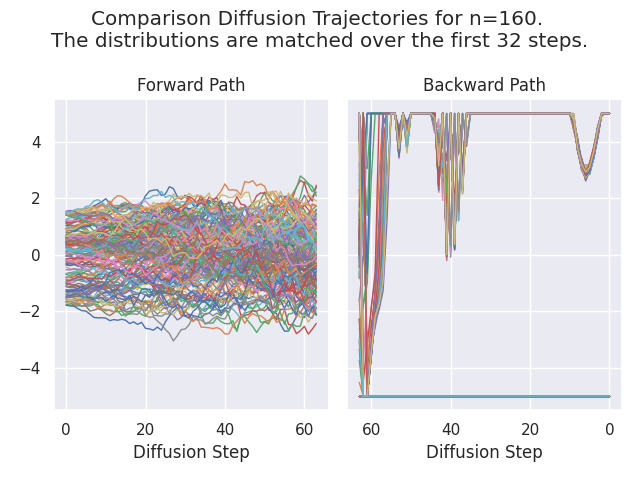 Comparison Diffusion Trajectories for n=160.
The distributions are matched over the first 32 steps.
Forward Path
Backward Path
4
2
0
−2
−4
0 20 40 60
60 40 20 0
Diffusion Step
Diffusion Step